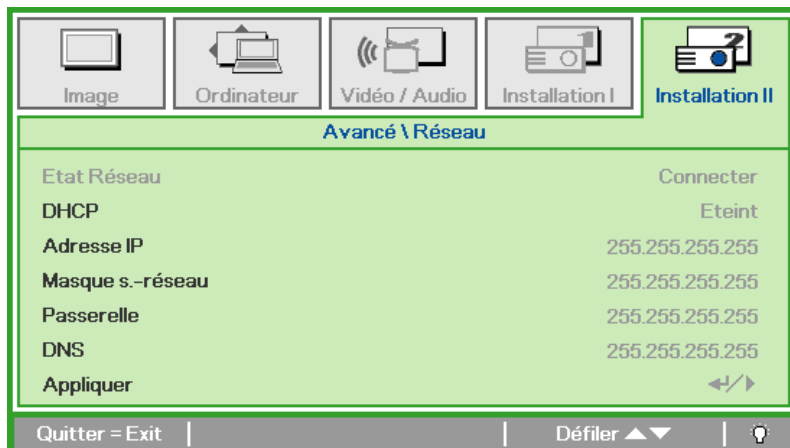 Image Ordinateur Vidéo / Audio Installation I Installation II
Avancé \ Réseau
Etat Réseau Connecter
DHCP Eteint
Adresse IP 255.255.255.255
Masque s.-réseau 255.255.255.255
Passerelle 255.255.255.255
DNS 255.255.255.255
Appliquer
Quitter = Exit Défiler